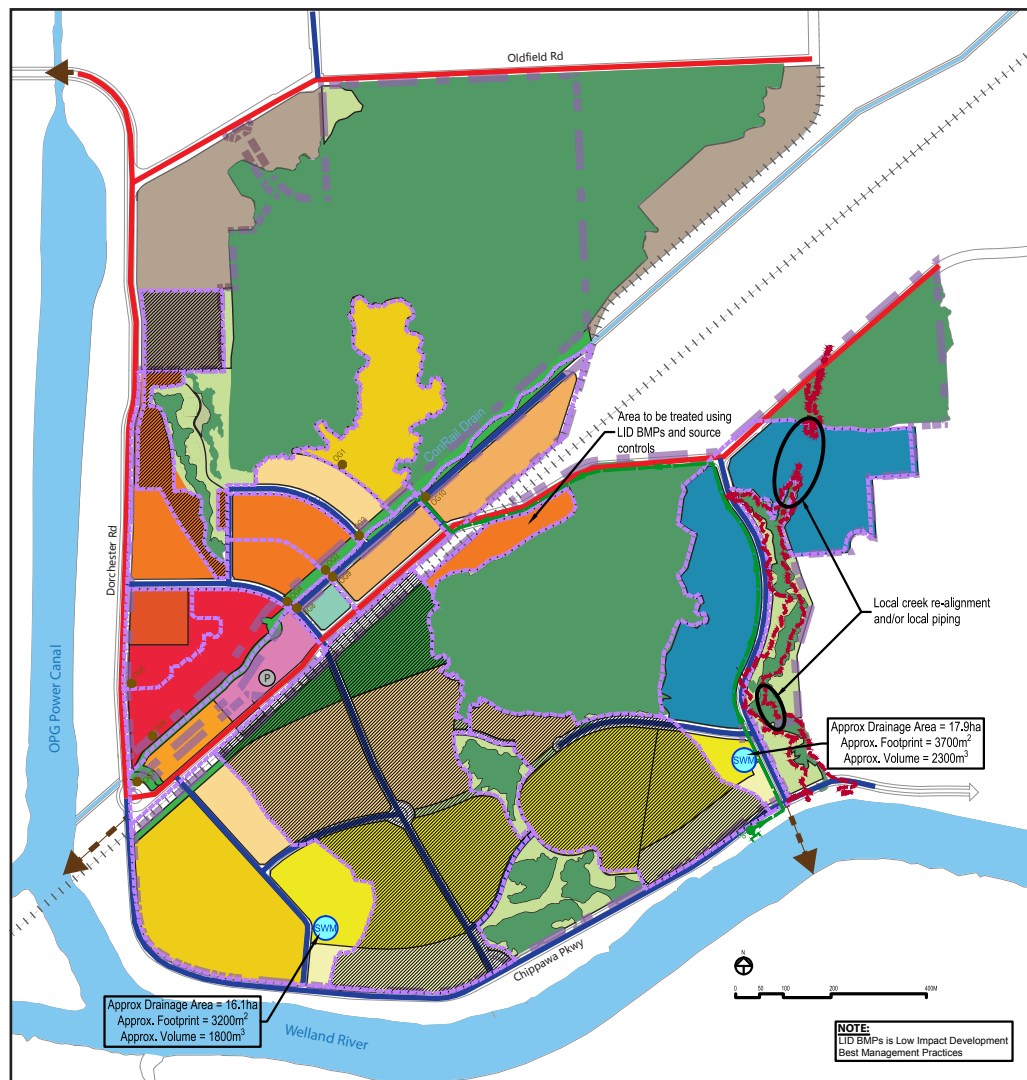 Oldfield Rd
OPG Power Canal
Dorchester Rd
ConRail Drain
Area to be treated using
LID BMPs and source
controls
DG1
DG10
Local creek re-alignment
and/or local piping
P
Approx Drainage Area = 17.9ha
Approx. Footprint = 3700m²
Approx. Volume = 2300m³
SWM
SWM
Chippawa Pkwy
Approx Drainage Area = 16.1ha
Approx. Footprint = 3200m²
Approx. Volume = 1800m³
Welland River
0 50 100 200 400M
NOTE:
LID BMPs is Low Impact Development
Best Management Practices